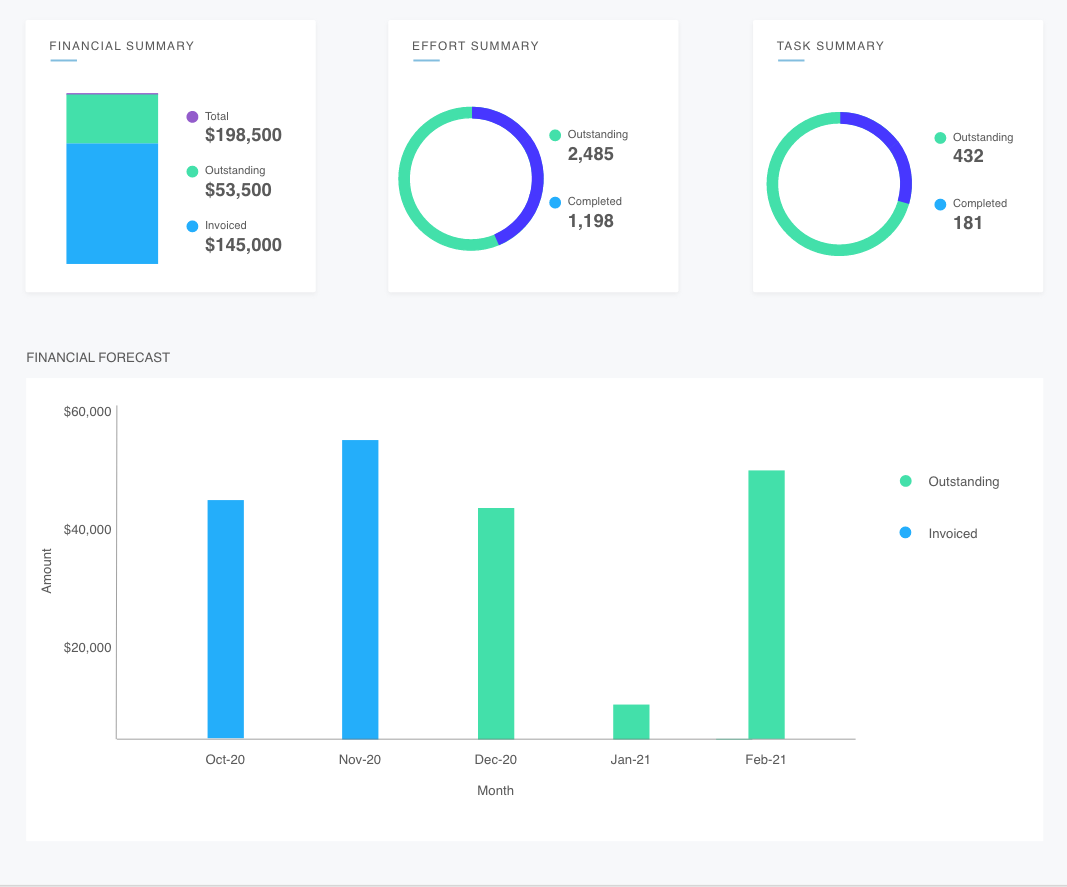 FINANCIAL SUMMARY
Total
$198,500
Outstanding
$53,500
Invoiced
$145,000
EFFORT SUMMARY
Outstanding
2,485
Completed
1,198
TASK SUMMARY
Outstanding
432
Completed
181
FINANCIAL FORECAST
$60,000
$40,000
$20,000
Amount
Oct-20
Nov-20
Dec-20
Jan-21
Feb-21
Month
Outstanding
Invoiced